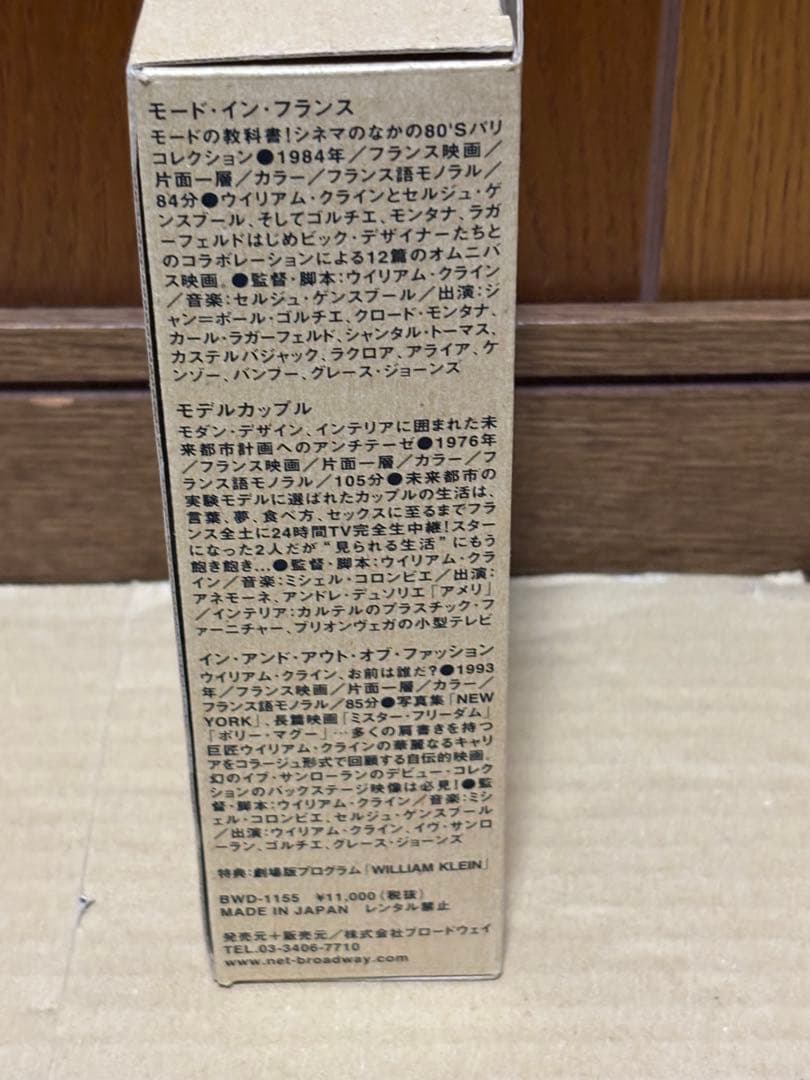 モード・イン・フランス
モードの教科書!シネマのなかの80'Sパリ
コレクション●1984年/フランス映画/
片面一層/カラー/フランス語モノラル/
84分●ウイリアム・クラインとセルジュ・ゲ
ンスブール、そしてゴルチエ、モンタナ、ラガ
ーフェルドはじめビック・デザイナーたちと
のコラボレーションによる12篇のオムニバ
ス映画。●監督・脚本:ウイリアム・クライン
/音楽:セルジュ・ゲンスブール/出演:ジ
ャン=ポール・ゴルチエ、クロード・モンタナ、
カール・ラガーフェルド、シャンタル・トーマス、
カステルバジャック、ラクロア、アライア、ケ
ンゾー、バンブー、グレース・ジョーンズ
モデルカップル
モダン・デザイン、インテリアに囲まれた未
来都市計画へのアンチテーゼ●1976年
/フランス映画/片面一層/カラー/フ
ランス語モノラル/105分●未来都市の
実験モデルに選ばれたカップルの生活は、
言葉、夢、食べ方、セックスに至るまでフラ
ンス全土に24時間TV完全生中継!スター
になった2人だが"見られる生活"にもう
飽き飽き...●監督・脚本:ウイリアム・クラ
イン/音楽:ミシェル・コロンビエ/出演:
アネモーネ、アンドレ・デュソリエ「アメリ」
/インテリア:カルテルのプラスチック・フ
ァーニチャー、ブリオンヴェガの小型テレビ
イン・アンド・アウト・オブ・ファッション
ウイリアム・クライン、お前は誰だ?●1993
年/フランス映画/片面一層/カラー/
フランス語モノラル/85分●写真集「NEW
YORK」、長篇映画「ミスター・フリーダム」
「ポリー・マグー」…多くの肩書きを持つ
巨匠ウイリアム・クラインの華麗なるキャリ
アをコラージュ形式で回顧する自伝的映画。
幻のイブ・サンローランのデビュー・コレク
ションのバックステージ映像は必見!●監
督・脚本:ウイリアム・クライン/音楽:ミシ
ェル・コロンビエ、セルジュ・ゲンスブール
/出演:ウイリアム・クライン、イヴ・サンロ
ーラン、ゴルチエ、グレース・ジョーンズ
特典:劇場版プログラム「WILLIAM KLEIN」
BWD-1155 ¥11,000(税抜)
MADE IN JAPAN レンタル禁止
発売元+販売元/株式会社ブロードウェイ
TEL.03-3406-7710
www.net-broadway.com